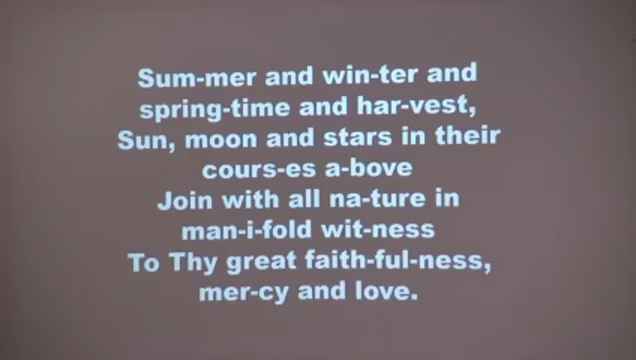 Sum-mer and win-ter and
spring-time and har-vest,
Sun, moon and stars in their
cours-es a-bove
Join with all na-ture in
man-i-fold wit-ness
To Thy great faith-ful-ness,
mer-cy and love.